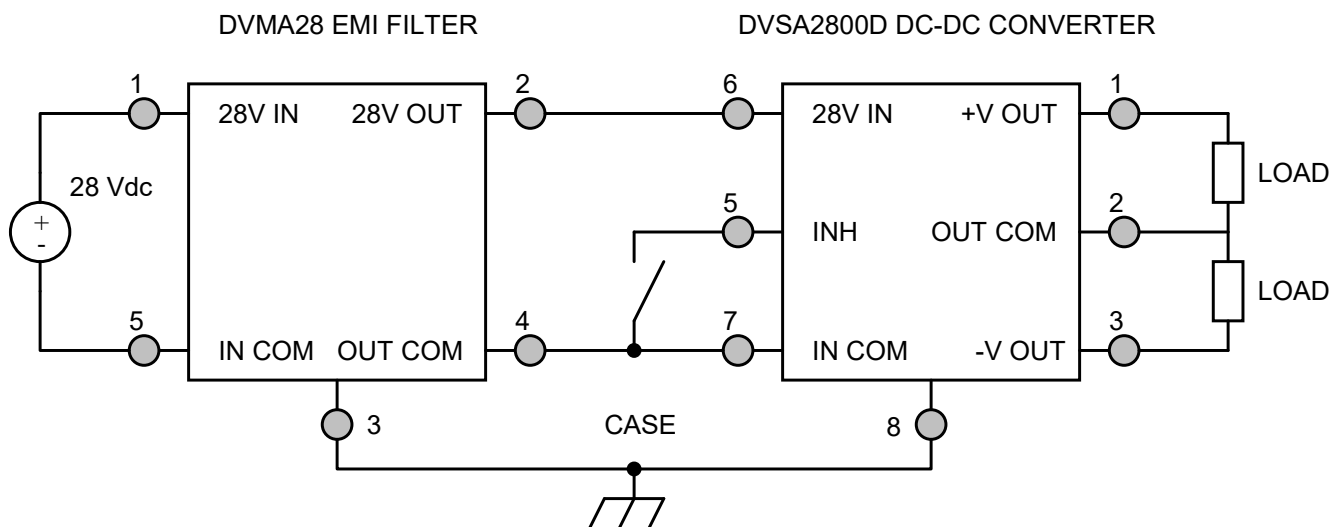 DVMA28 EMI FILTER DVSA2800D DC-DC CONVERTER
1 2 6 1
28V IN 28V OUT 28V IN +V OUT
28 Vdc LOAD
5 2
+ INH OUT COM
-
LOAD
5 4 7 3
IN COM OUT COM IN COM -V OUT
3 CASE 8